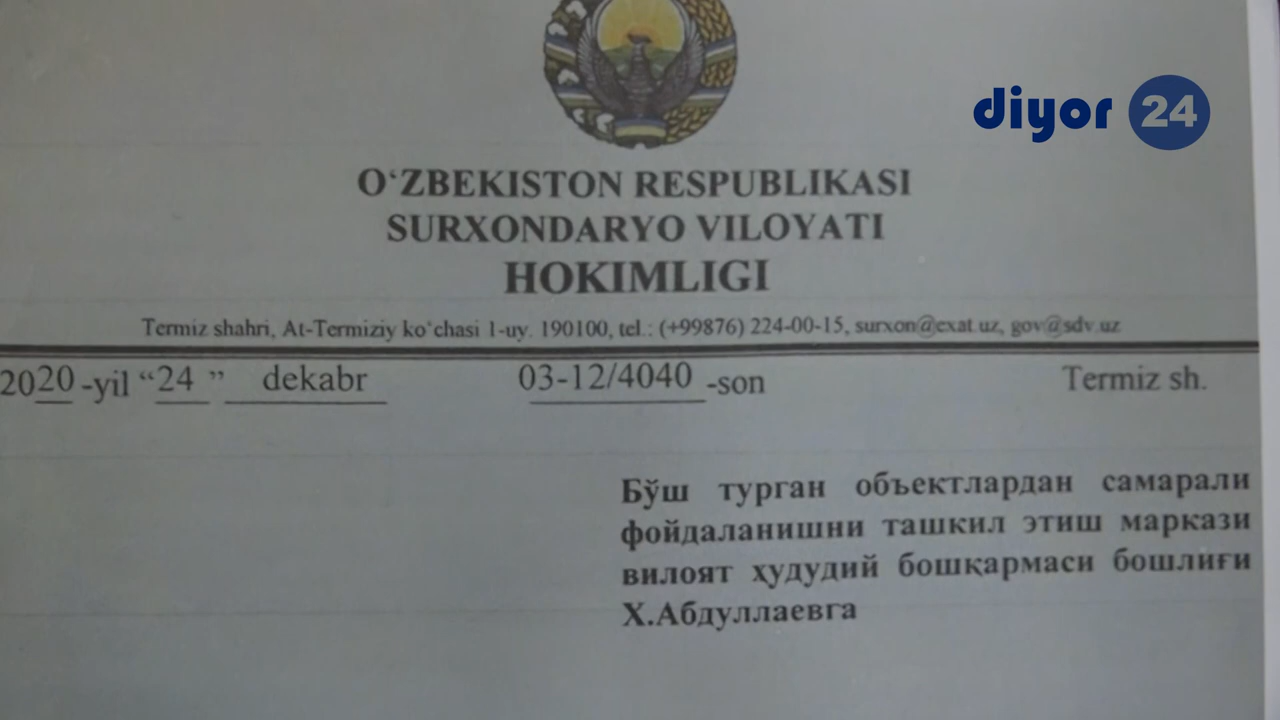 diyor 24
O‘ZBEKISTON RESPUBLIKASI
SURXONDARYO VILOYATI
HOKIMLIGI
Termiz shahri, At-Termiziy ko‘chasi 1-uy. 190100, tel.: (+99876) 224-00-15, surxon@exat.uz, gov@sdv.uz
2020 -yil “24 ” dekabr 03-12/4040 -son Termiz sh.
Бўш турган объектлардан самарали
фойдаланишни ташкил этиш маркази
вилоят ҳудудий бошқармаси бошлиғи
Х.Абдуллаевга